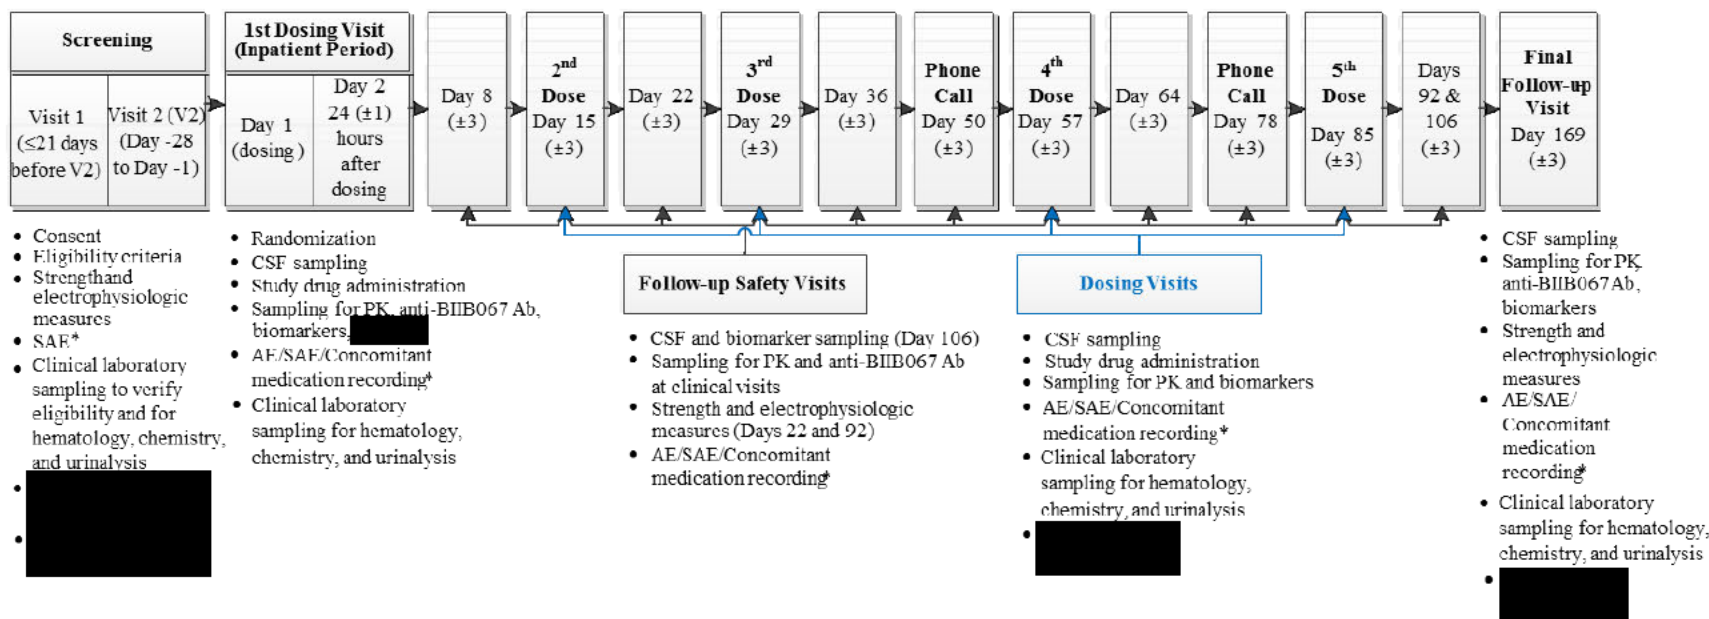 Screening
Visit 1
(≤21 days
before V2)
Visit 2 (V2)
(Day -28
to Day -1)
1st Dosing Visit
(Inpatient Period)
Day 1
(dosing)
Day 2
24 (±1)
hours
after
dosing
Day 8
(±3)
2nd
Dose
Day 15
(±3)
Day 22
(±3)
3rd
Dose
Day 29
(±3)
Day 36
(±3)
Phone
Call
Day 50
(±3)
4th
Dose
Day 57
(±3)
Day 64
(±3)
Phone
Call
Day 78
(±3)
5th
Dose
Day 85
(±3)
Days
92 &
106
(±3)
Final
Follow-up
Visit
Day 169
(±3)
• Consent
• Eligibility criteria
• Strengthand
electrophysiologic
measures
• SAE*
• Clinical laboratory
sampling to verify
eligibility and for
hematology, chemistry,
and urinalysis
• Randomization
• CSF sampling
• Study drug administration
• Sampling for PK, anti-BIIB067 Ab,
biomarkers,
• AE/SAE/Concomitant
medication recording*
• Clinical laboratory
sampling for hematology,
chemistry, and urinalysis
Follow-up Safety Visits
• CSF and biomarker sampling (Day 106)
• Sampling for PK and anti-BIIB067 Ab
at clinical visits
• Strength and electrophysiologic
measures (Days 22 and 92)
• AE/SAE/Concomitant
medication recording*
Dosing Visits
• CSF sampling
• Study drug administration
• Sampling for PK and biomarkers
• AE/SAE/Concomitant
medication recording*
• Clinical laboratory
sampling for hematology,
chemistry, and urinalysis
• CSF sampling
• Sampling for PK,
anti-BIIB067 Ab,
biomarkers
• Strength and
electrophysiologic
measures
• AE/SAE/
Concomitant
medication
recording*
• Clinical laboratory
sampling for hematology,
chemistry, and urinalysis